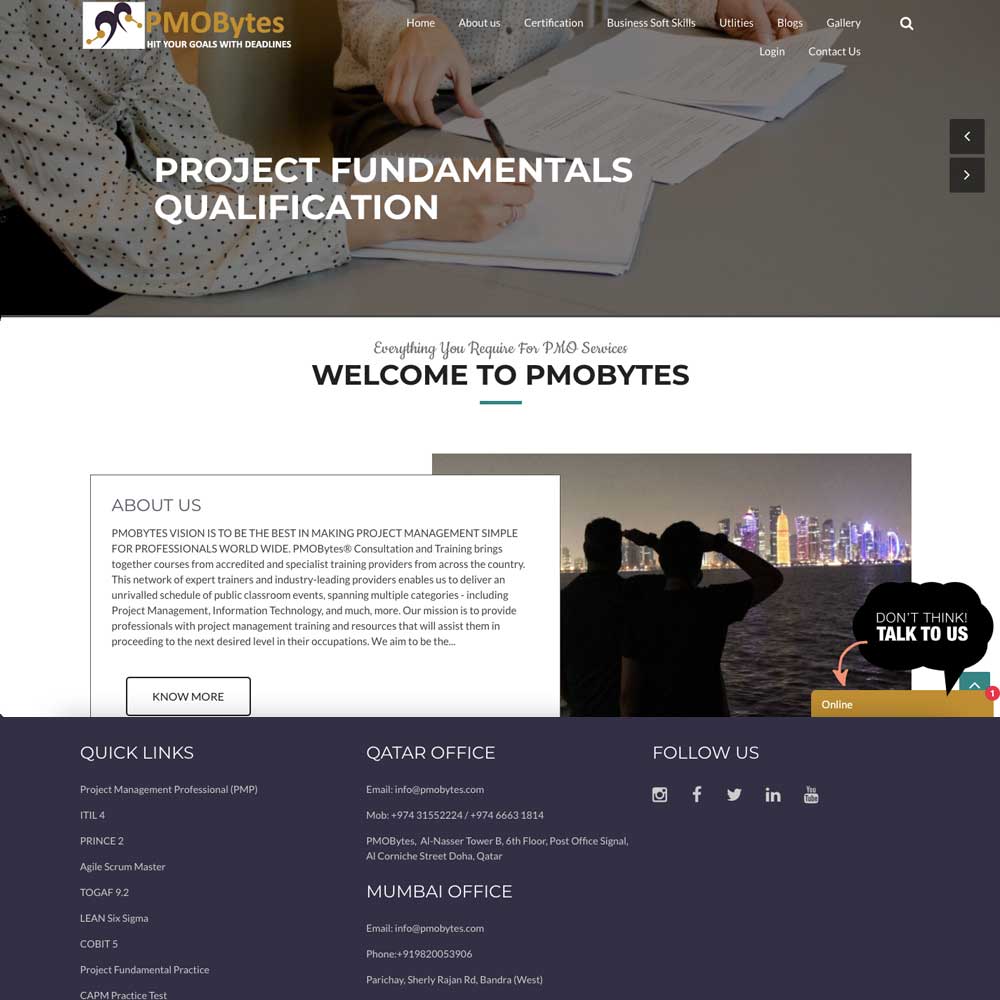 PMOBytes
HIT YOUR GOALS WITH DEADLINES
Home About us Certification Business Soft Skills Utlities Blogs Gallery
Login Contact Us
PROJECT FUNDAMENTALS
QUALIFICATION
Everything You Require For PMO Services
WELCOME TO PMOBYTES
ABOUT US
PMOBYTES VISION IS TO BE THE BEST IN MAKING PROJECT MANAGEMENT SIMPLE
FOR PROFESSIONALS WORLD WIDE. PMOBytes® Consultation and Training brings
together courses from accredited and specialist training providers from across the country.
This network of expert trainers and industry-leading providers enables us to deliver an
unrivalled schedule of public classroom events, spanning multiple categories - including
Project Management, Information Technology, and much, more. Our mission is to provide
professionals with project management training and resources that will assist them in
proceeding to the next desired level in their occupations. We aim to be the...
KNOW MORE
DON'T THINK!
TALK TO US
1
Online
QUICK LINKS
Project Management Professional (PMP)
ITIL 4
PRINCE 2
Agile Scrum Master
TOGAF 9.2
LEAN Six Sigma
COBIT 5
Project Fundamental Practice
CAPM Practice Test
QATAR OFFICE
Email: info@pmobytes.com
Mob: +974 31552224 / +974 6663 1814
PMOBytes, Al-Nasser Tower B, 6th Floor, Post Office Signal,
Al Corniche Street Doha, Qatar
MUMBAI OFFICE
Email: info@pmobytes.com
Phone:+919820053906
Parichay, Sherly Rajan Rd, Bandra (West)
FOLLOW US
You
Tube